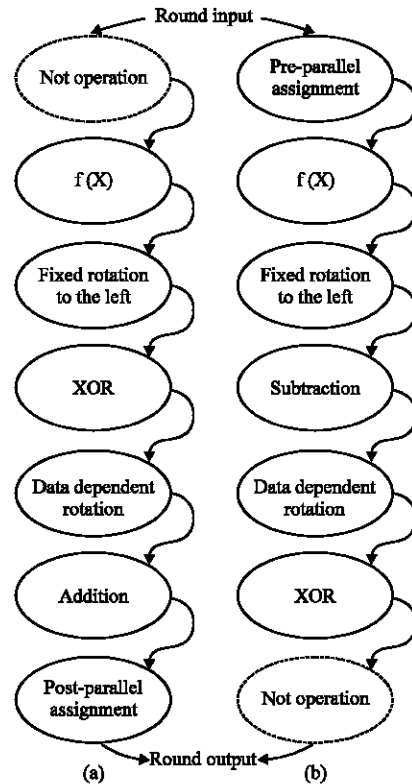 Round input
Not operation
f (X)
Fixed rotation
to the left
XOR
Data dependent
rotation
Addition
Post-parallel
assignment
Pre-parallel
assignment
f (X)
Fixed rotation
to the left
Subtraction
Data dependent
rotation
XOR
Not operation
Round output
(a)
(b)